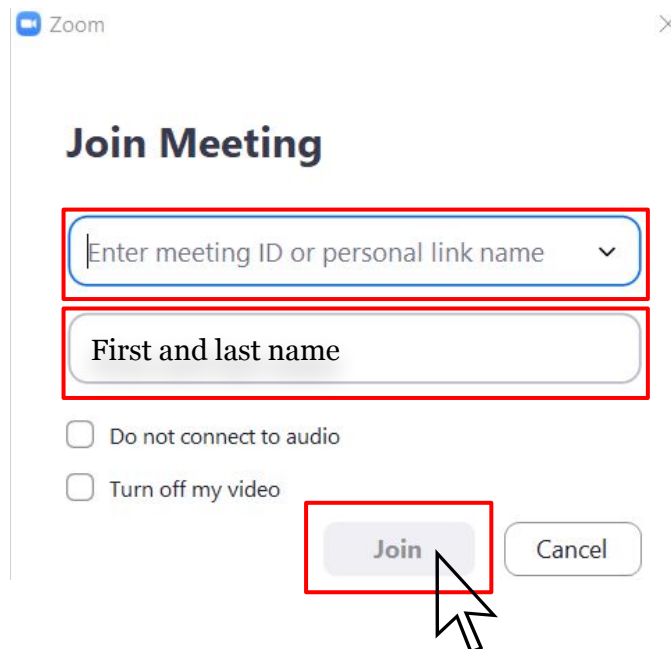 Zoom
Join Meeting
Enter meeting ID or personal link name
First and last name
Do not connect to audio
Turn off my video
Join Cancel